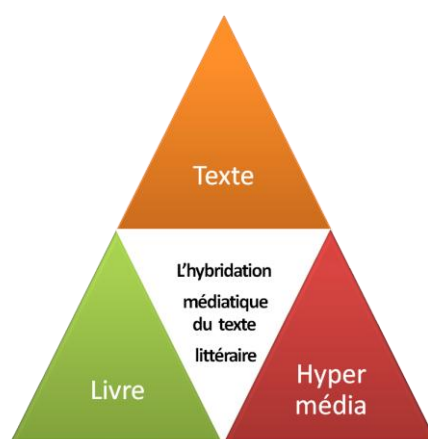 Texte
L'hybridation
médiatique
du texte
littéraire
Livre
Hyper
média